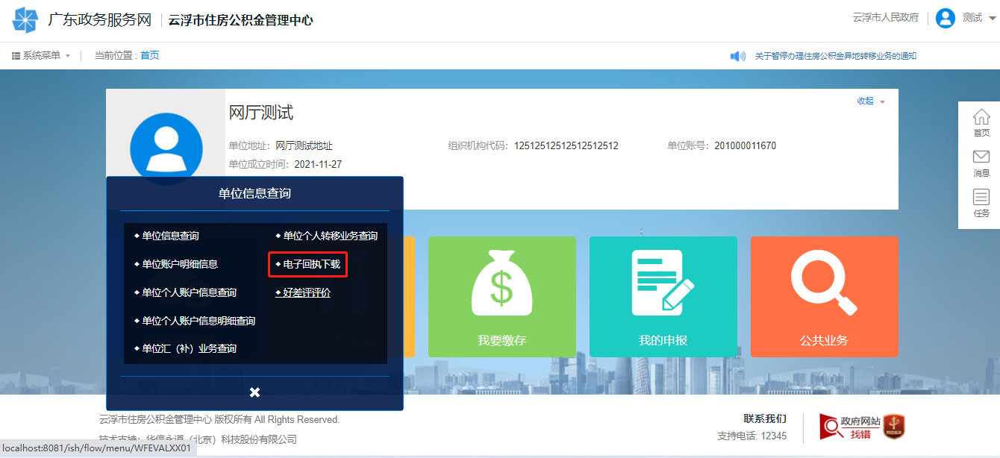 广东政务服务网 云浮市住房公积金管理中心 云浮市人民政府 测试
系统菜单 当前位置：首页 关于暂停办理住房公积金异地转移业务的通知
收起
网厅测试
单位地址：网厅测试地址 组织机构代码：12512512512512512512 单位账号：201000011670
单位成立时间：2021-11-27
首页
消息
任务
单位信息查询
单位信息查询 单位个人转移业务查询
单位账户明细信息 电子回执下载
单位个人账户信息查询 好差评评价
单位个人账户信息明细查询
单位汇（补）业务查询
我要缴存 我的申报 公共业务
云浮市住房公积金管理中心 版权所有 All Rights Reserved.
技术支持：华信永道（北京）科技股份有限公司
联系我们
支持电话: 12345
政府网站
找错
localhost:8081/ish/flow/menu/WFEVALXX01